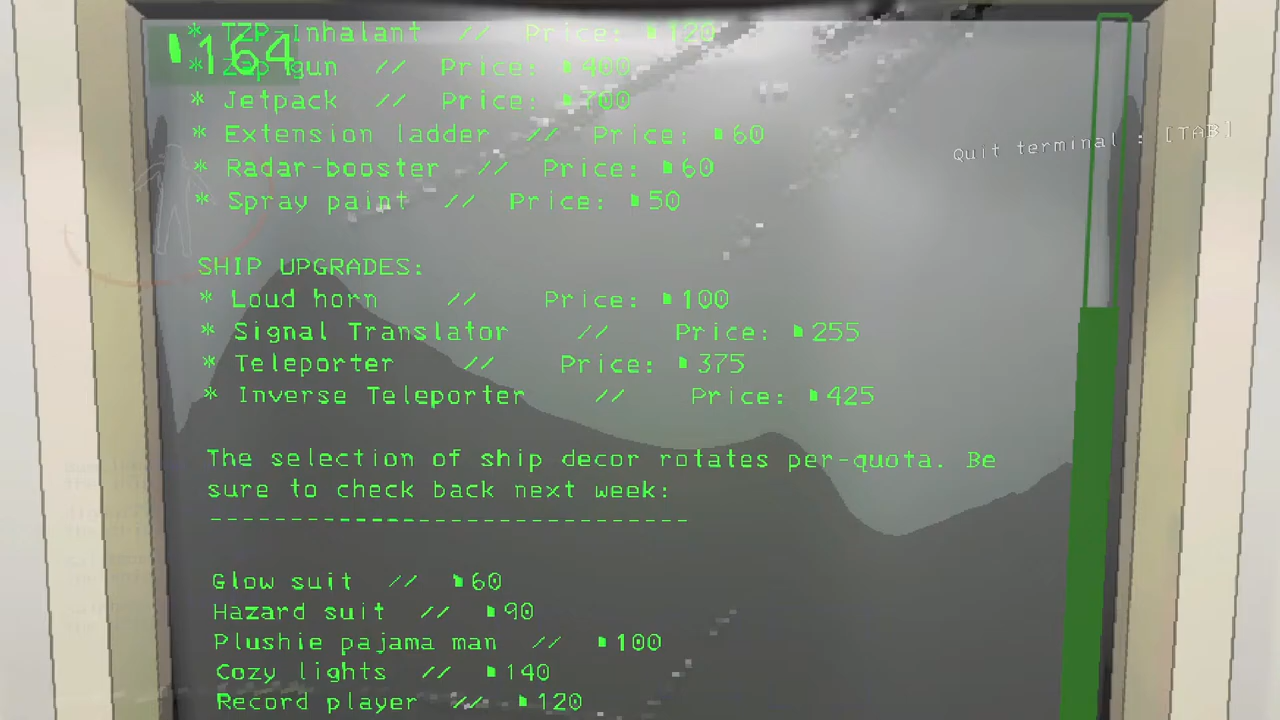 * TZP-Inhalant // Price: ▮120
▮164
* Zap gun // Price: ▮400
* Jetpack // Price: ▮700
* Extension ladder // Price: ▮60
Quit terminal : [TAB]
* Radar-booster // Price: ▮60
* Spray paint // Price: ▮50
SHIP UPGRADES:
* Loud horn // Price: ▮100
* Signal Translator // Price: ▮255
* Teleporter // Price: ▮375
* Inverse Teleporter // Price: ▮425
The selection of ship decor rotates per-quota. Be
sure to check back next week:
------------------------------
Glow suit // ▮60
Hazard suit // ▮90
Plushie pajama man // ▮100
Cozy lights // ▮140
Record player // ▮120